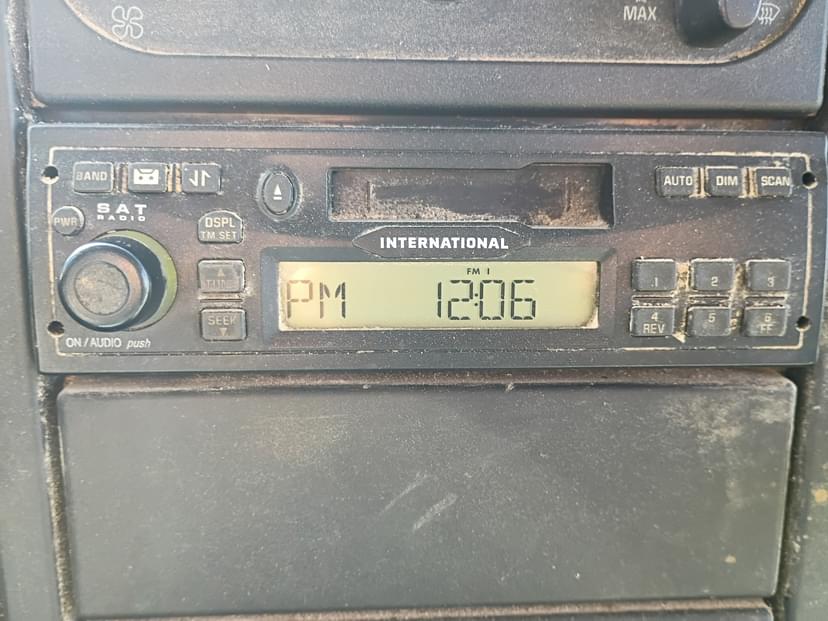 MAX
BAND
AUTO DIM SCAN
SAT
RADIO
PWR
DSPL
TM SET
INTERNATIONAL
FM 1
PM 12:06
TUNE
SEEK
1 2 3
4 5 6
REV FF
ON / AUDIO push